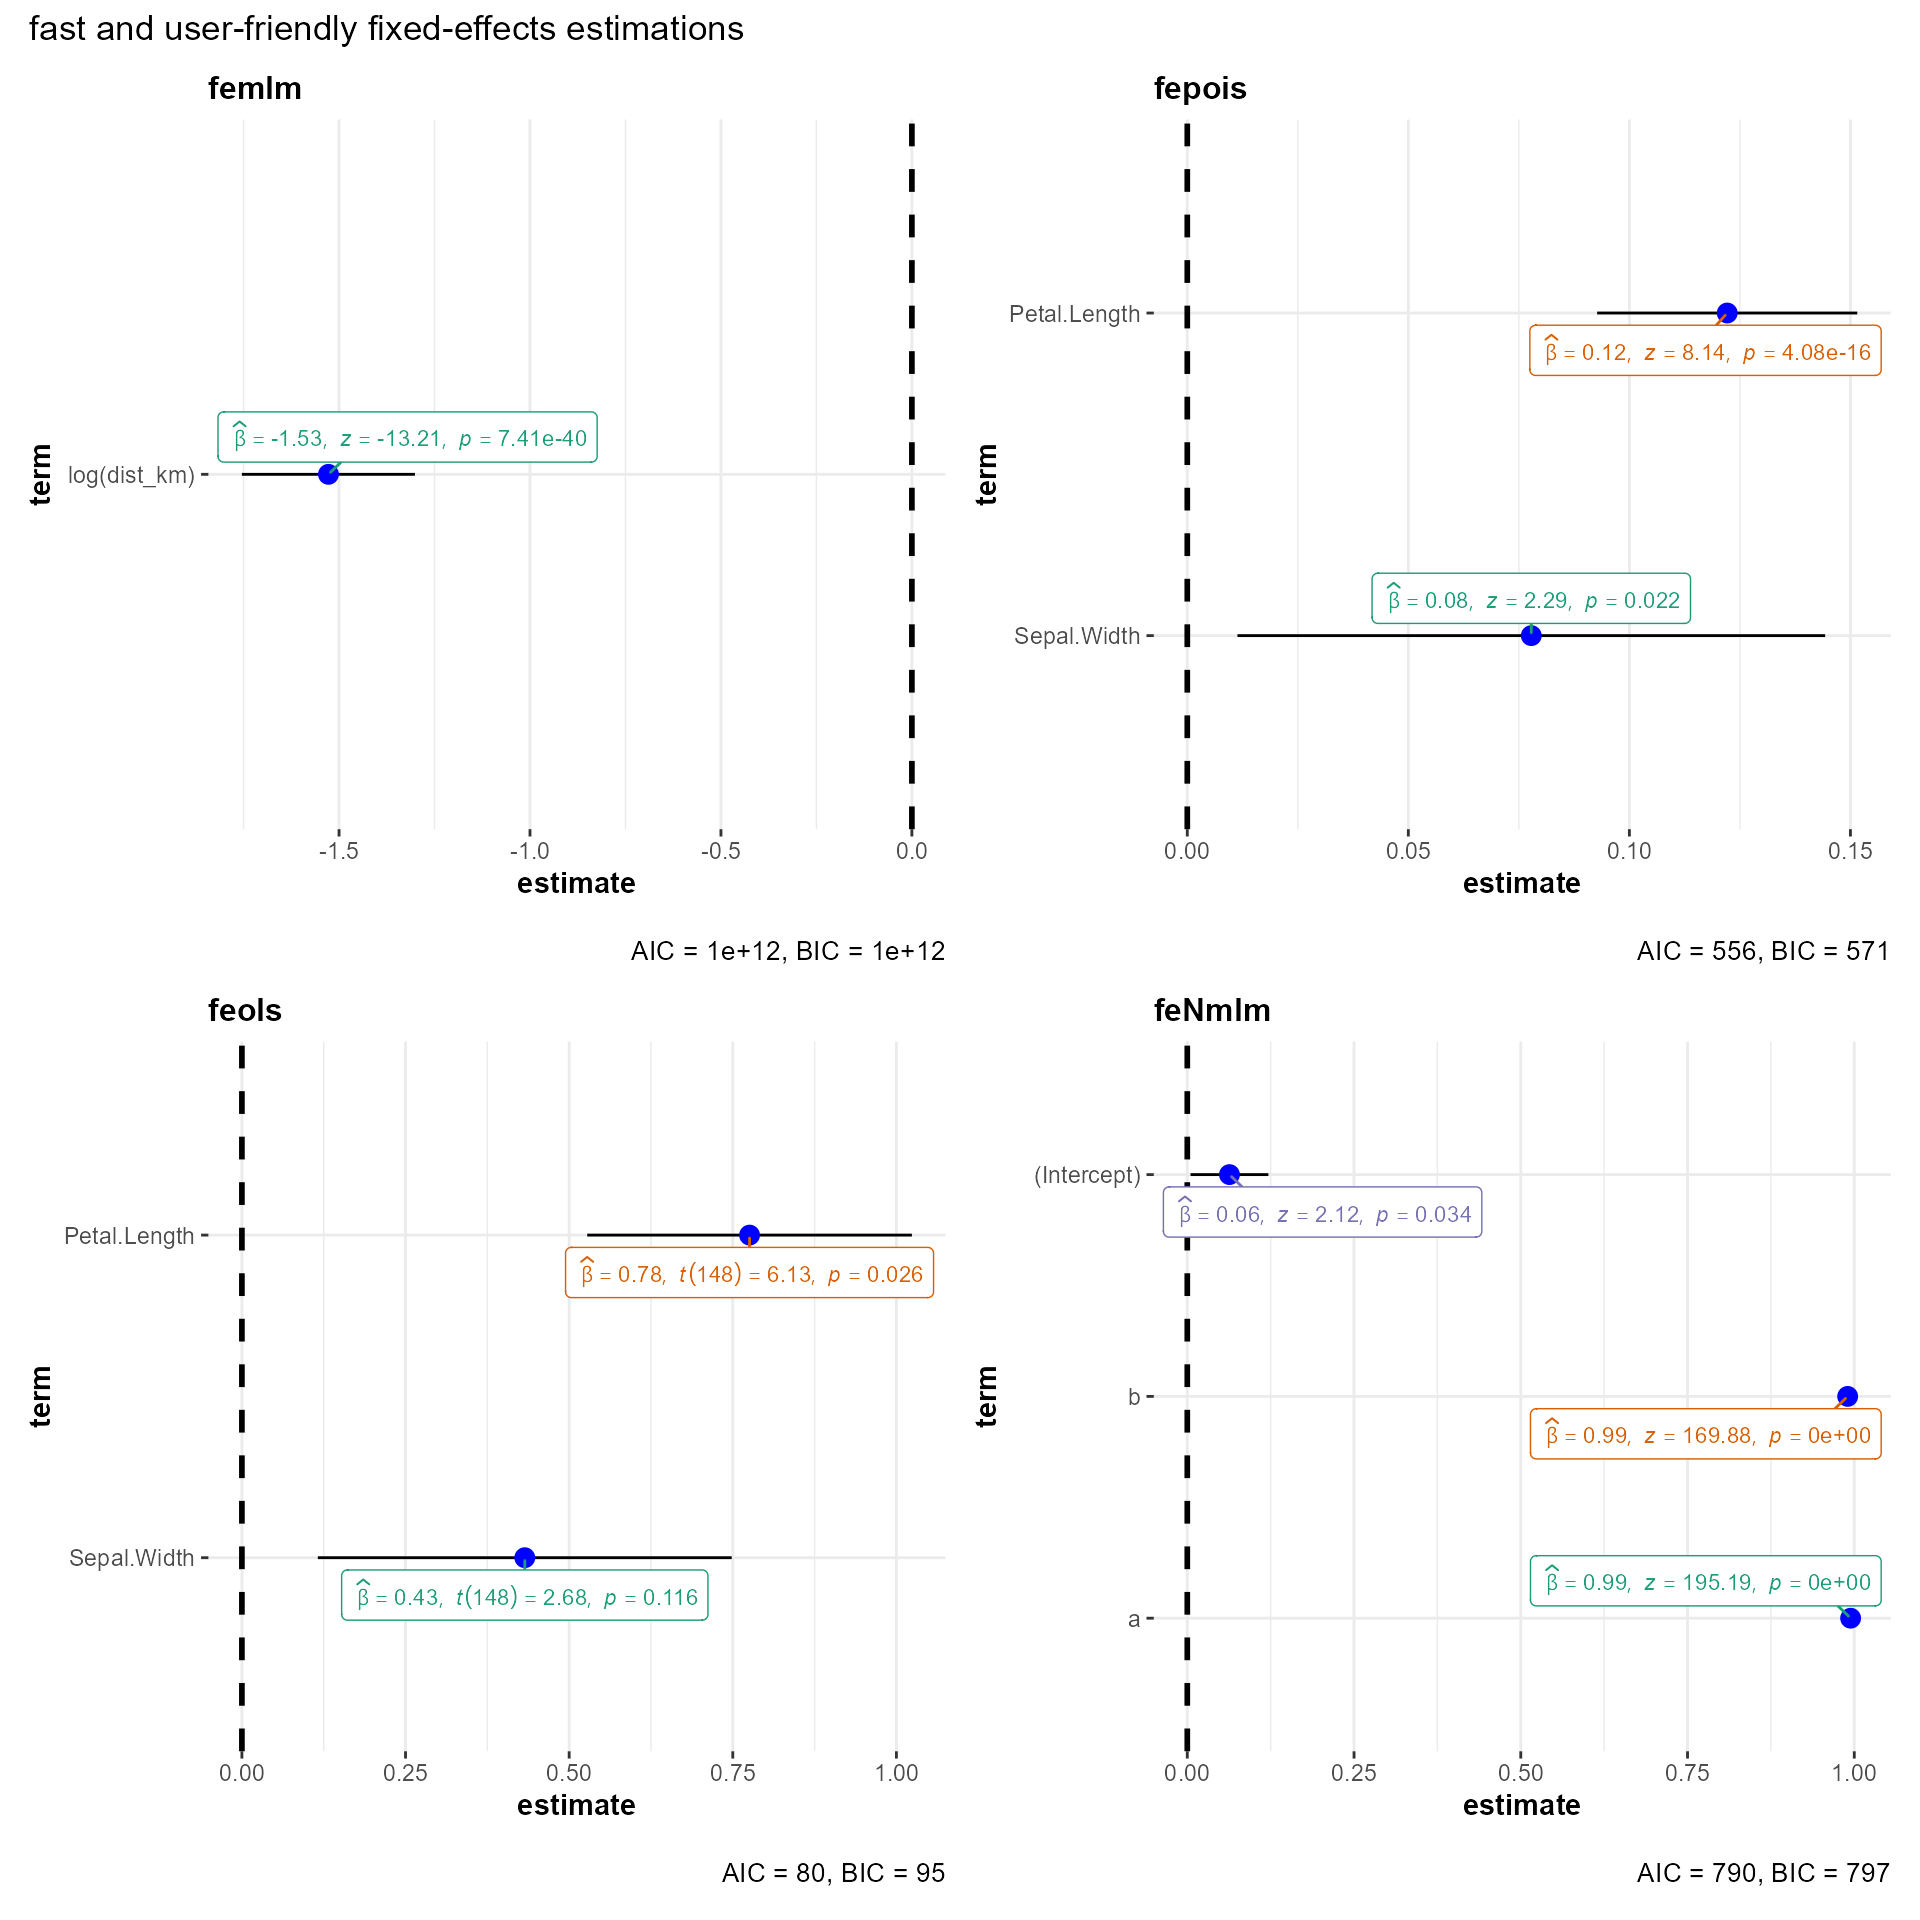 fast and user-friendly fixed-effects estimations
femlm
term
log(dist_km)
β̂ = -1.53, z = -13.21, p = 7.41e-40
-1.5 -1.0 -0.5 0.0
estimate
AIC = 1e+12, BIC = 1e+12
fepois
term
Petal.Length
β̂ = 0.12, z = 8.14, p = 4.08e-16
Sepal.Width
β̂ = 0.08, z = 2.29, p = 0.022
0.00 0.05 0.10 0.15
estimate
AIC = 556, BIC = 571
feols
term
Petal.Length
β̂ = 0.78, t(148) = 6.13, p = 0.026
Sepal.Width
β̂ = 0.43, t(148) = 2.68, p = 0.116
0.00 0.25 0.50 0.75 1.00
estimate
AIC = 80, BIC = 95
feNmlm
term
(Intercept)
β̂ = 0.06, z = 2.12, p = 0.034
b
β̂ = 0.99, z = 169.88, p = 0e+00
β̂ = 0.99, z = 195.19, p = 0e+00
a
0.00 0.25 0.50 0.75 1.00
estimate
AIC = 790, BIC = 797